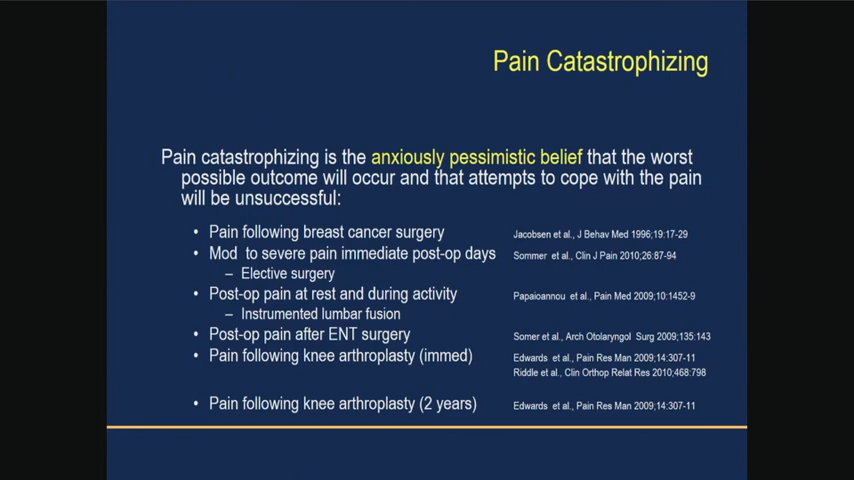 Pain Catastrophizing
Pain catastrophizing is the anxiously pessimistic belief that the worst
possible outcome will occur and that attempts to cope with the pain
will be unsuccessful:
• Pain following breast cancer surgery Jacobsen et al., J Behav Med 1996;19:17-29
• Mod to severe pain immediate post-op days Sommer et al., Clin J Pain 2010;26:87-94
– Elective surgery
• Post-op pain at rest and during activity Papaioannou et al., Pain Med 2009;10:1452-9
– Instrumented lumbar fusion
• Post-op pain after ENT surgery Somer et al., Arch Otolaryngol Surg 2009;135:143
• Pain following knee arthroplasty (immed) Edwards et al., Pain Res Man 2009;14:307-11
Riddle et al., Clin Orthop Relat Res 2010;468:798
• Pain following knee arthroplasty (2 years) Edwards et al., Pain Res Man 2009;14:307-11